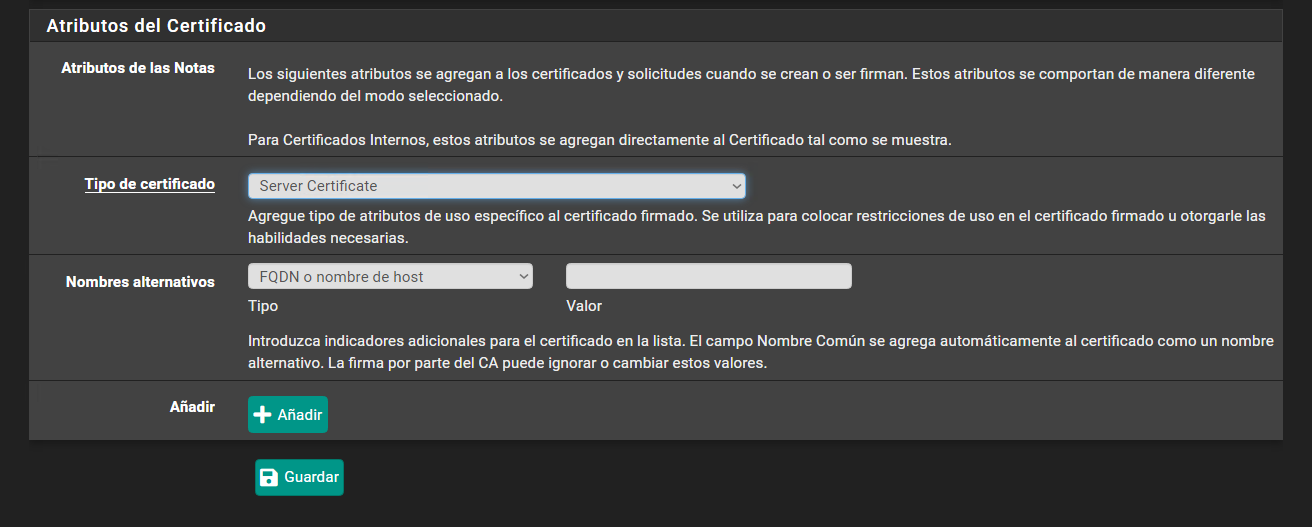 Atributos del Certificado
Atributos de las Notas
Los siguientes atributos se agregan a los certificados y solicitudes cuando se crean o ser firman. Estos atributos se comportan de manera diferente
dependiendo del modo seleccionado.
Para Certificados Internos, estos atributos se agregan directamente al Certificado tal como se muestra.
Tipo de certificado
Server Certificate
Agregue tipo de atributos de uso específico al certificado firmado. Se utiliza para colocar restricciones de uso en el certificado firmado u otorgarle las
habilidades necesarias.
Nombres alternativos
FQDN o nombre de host
Tipo
Valor
Introduzca indicadores adicionales para el certificado en la lista. El campo Nombre Común se agrega automáticamente al certificado como un nombre
alternativo. La firma por parte del CA puede ignorar o cambiar estos valores.
Añadir
Añadir
Guardar